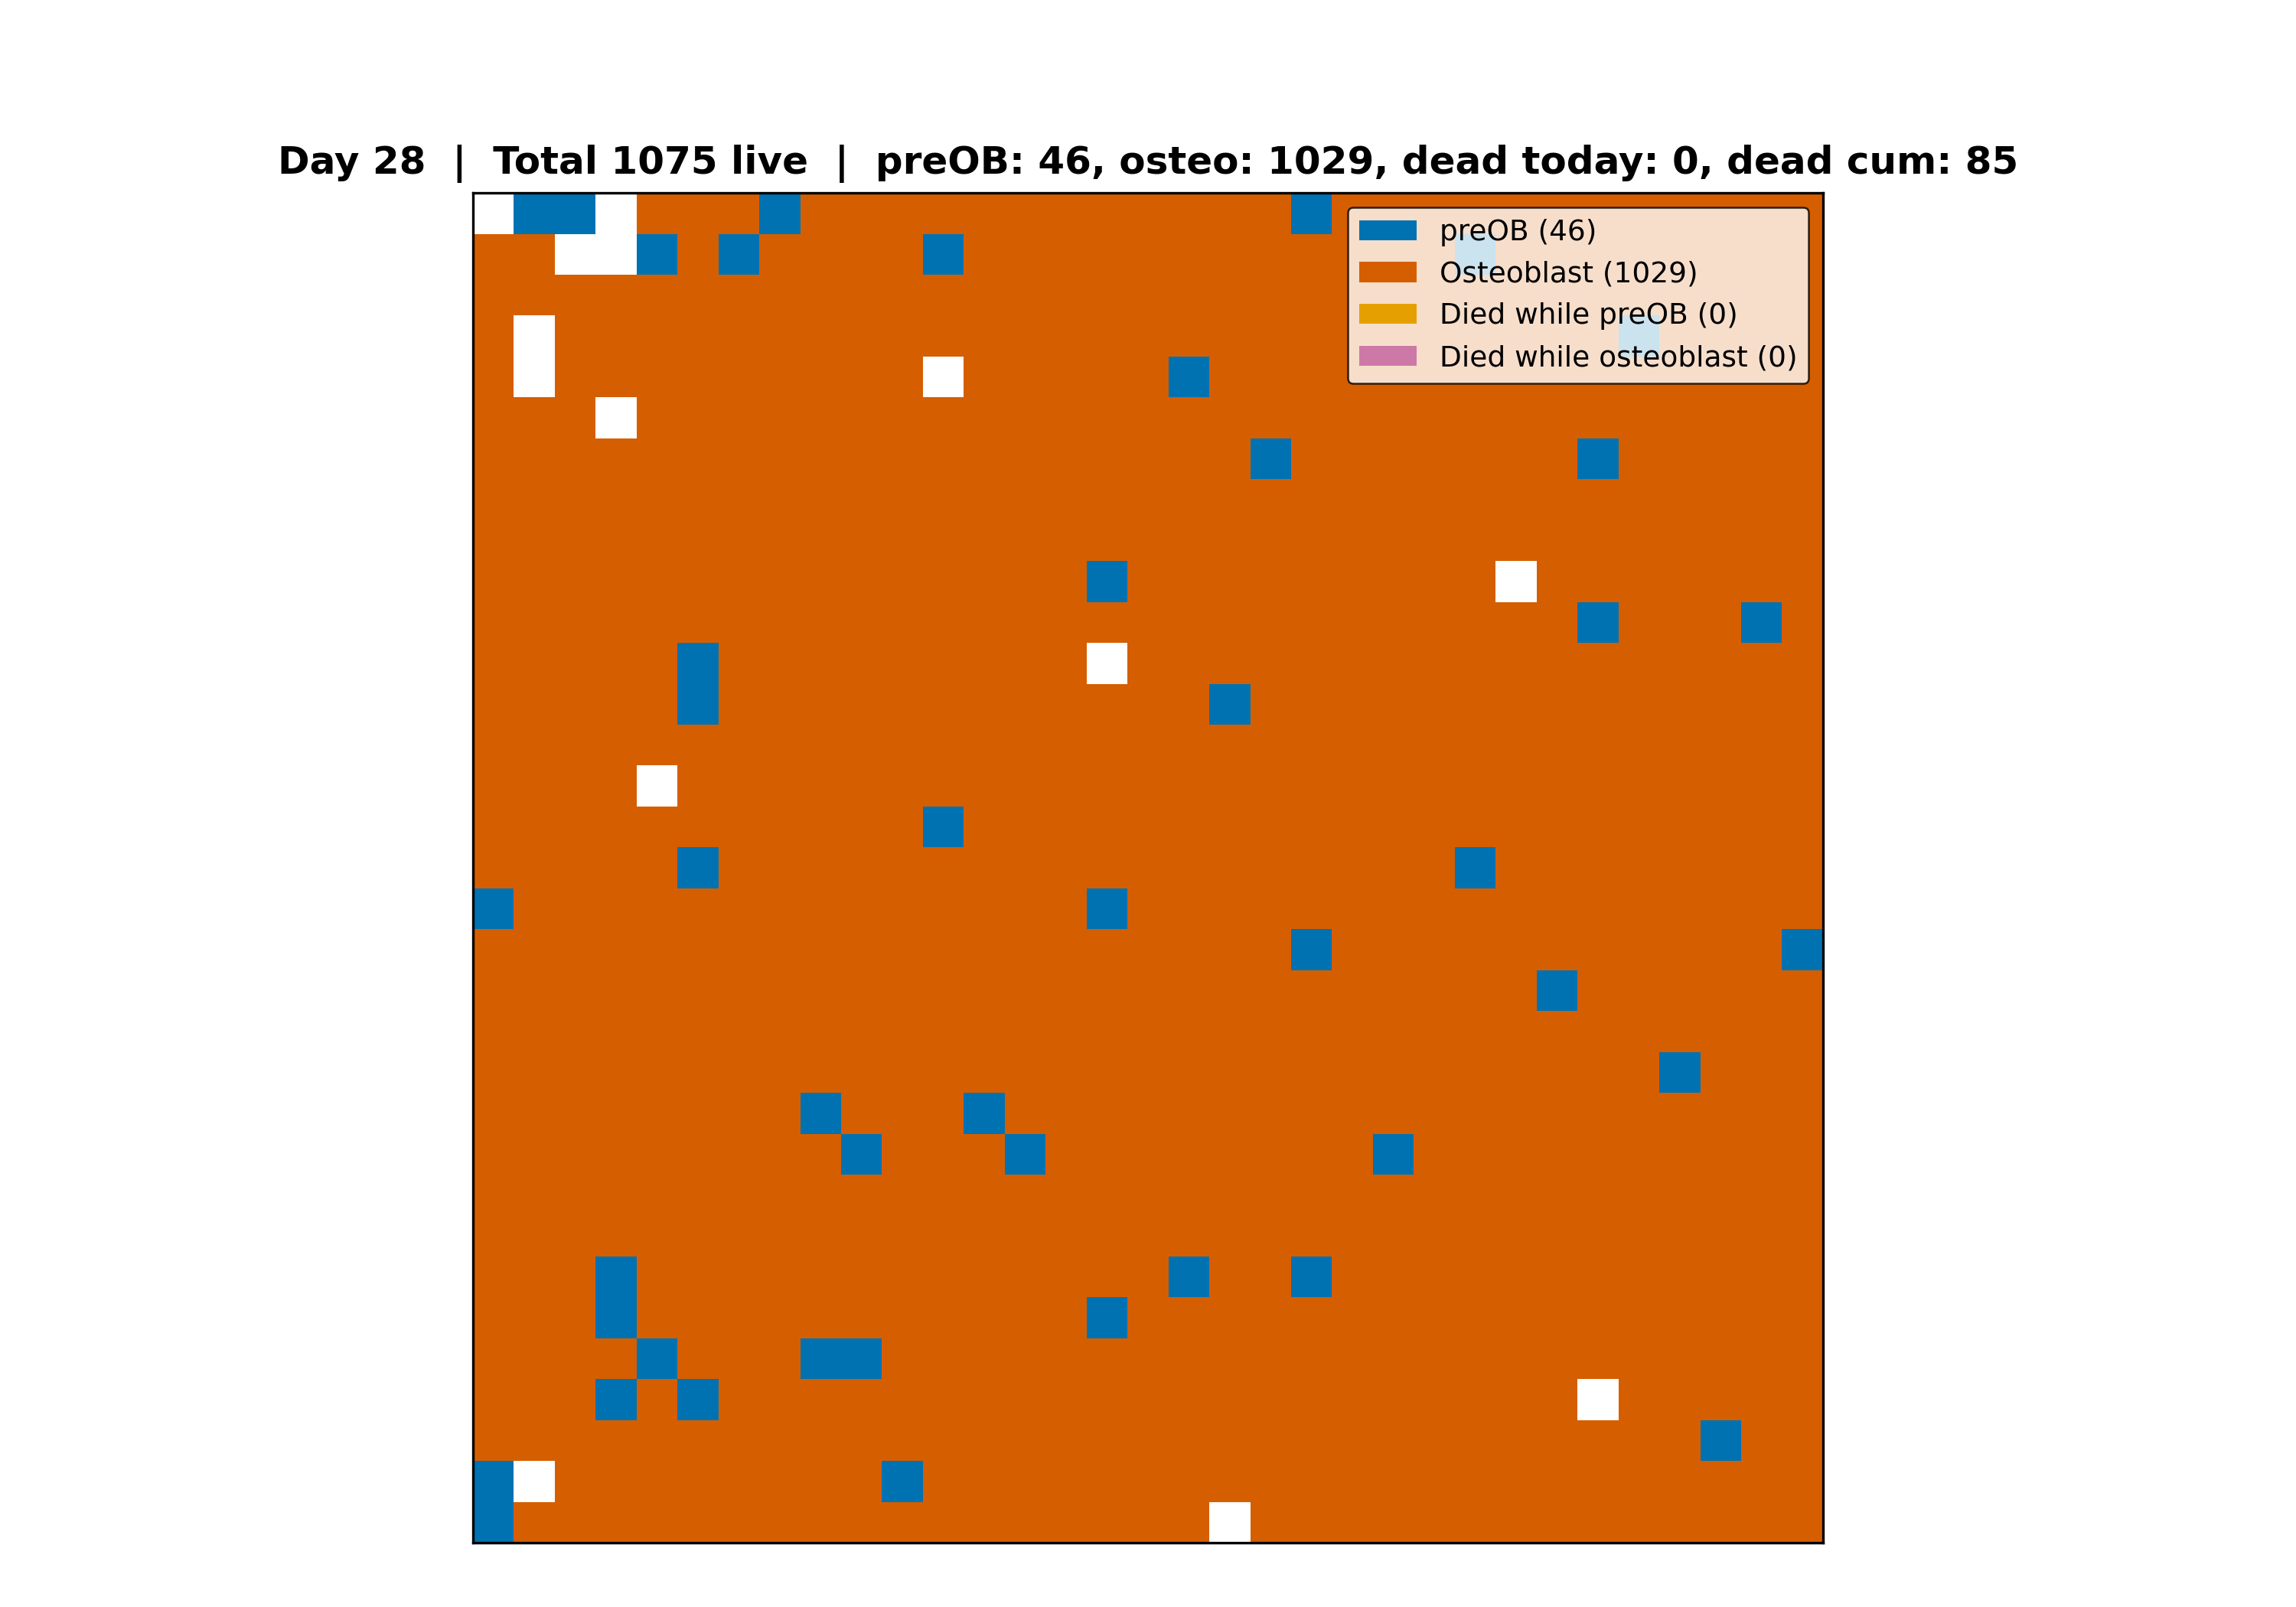 Day 28 | Total 1075 live | preOB: 46, osteo: 1029, dead today: 0, dead cum: 85
preOB (46)
Osteoblast (1029)
Died while preOB (0)
Died while osteoblast (0)